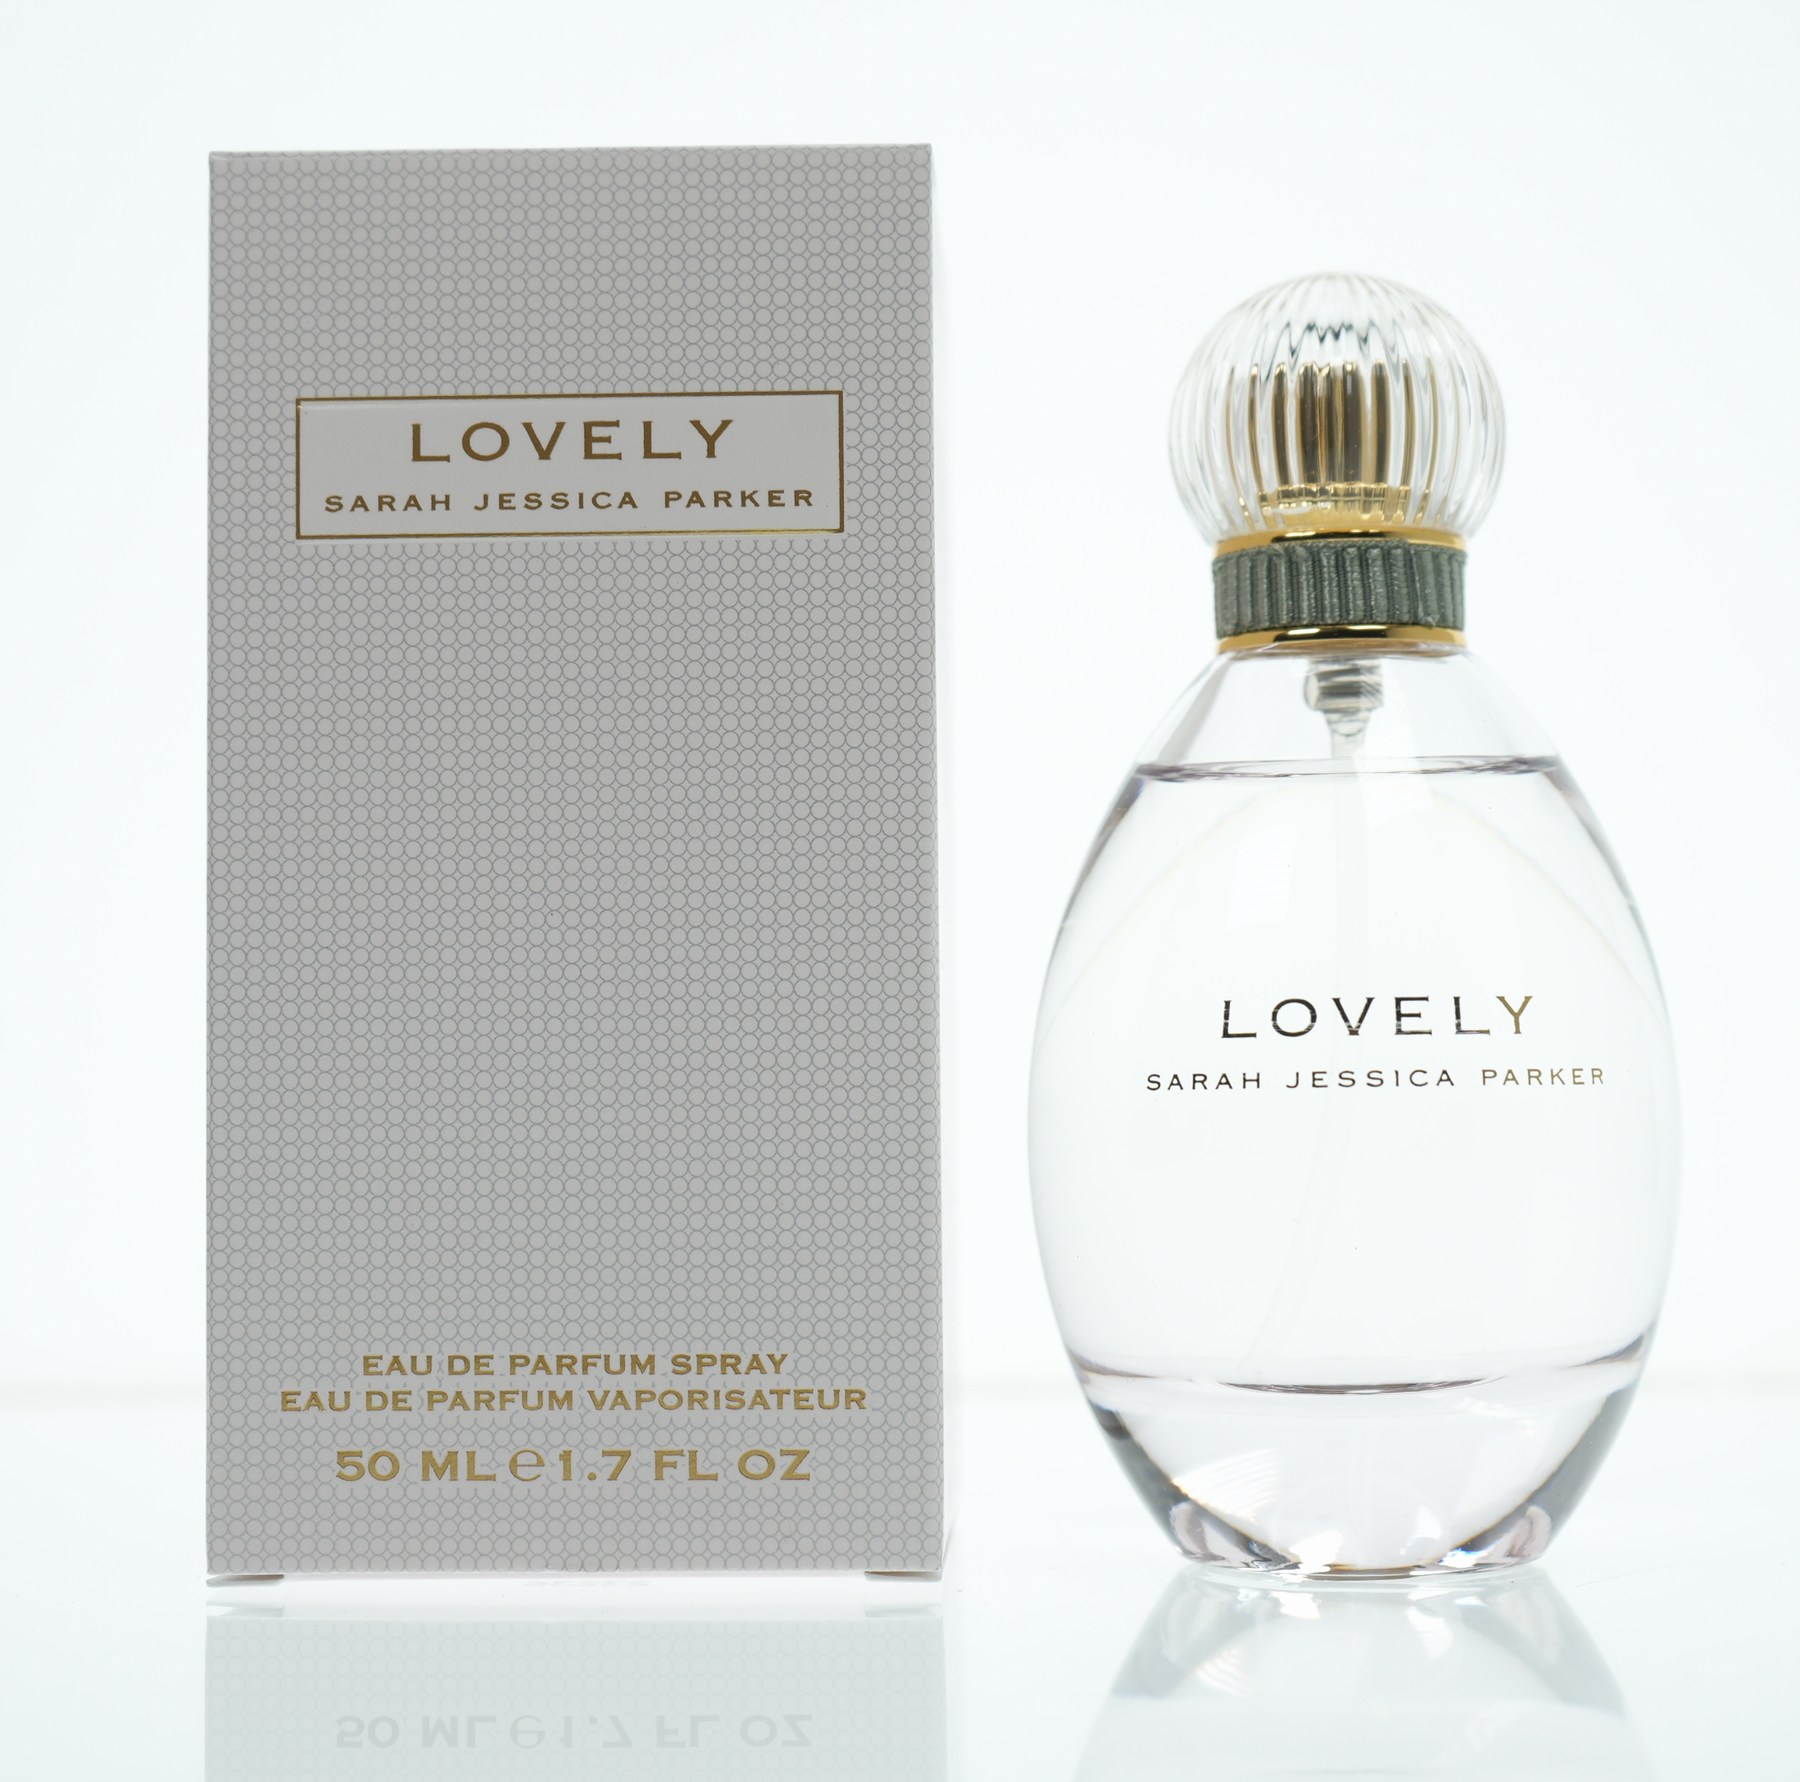 LOVELY
SARAH JESSICA PARKER
EAU DE PARFUM SPRAY
EAU DE PARFUM VAPORISATEUR
50 ML ℮ 1.7 FL OZ
LOVELY
SARAH JESSICA PARKER